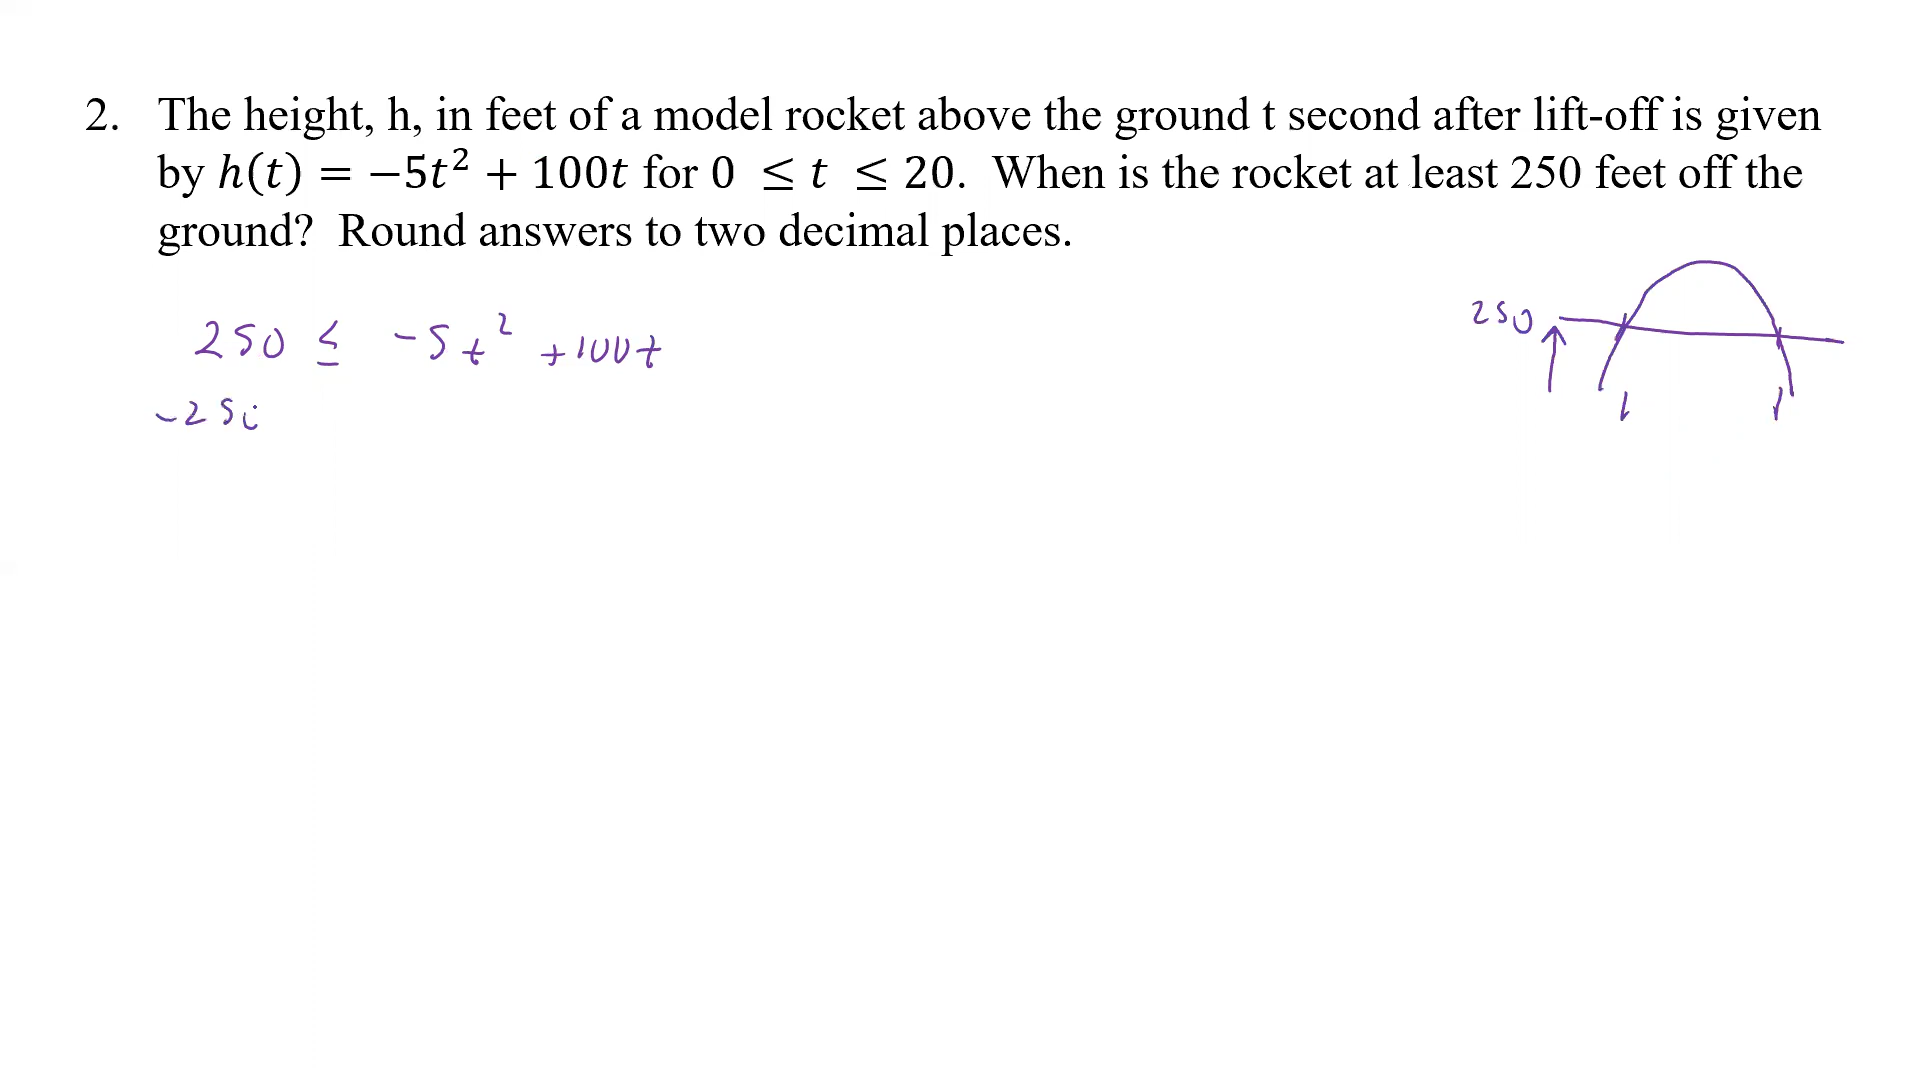 2. The height, h, in feet of a model rocket above the ground t second after lift-off is given
by h(t) = −5t² + 100t for 0 ≤ t ≤ 20. When is the rocket at least 250 feet off the
ground? Round answers to two decimal places.
250
250 ≤ -5t² +100t
-250